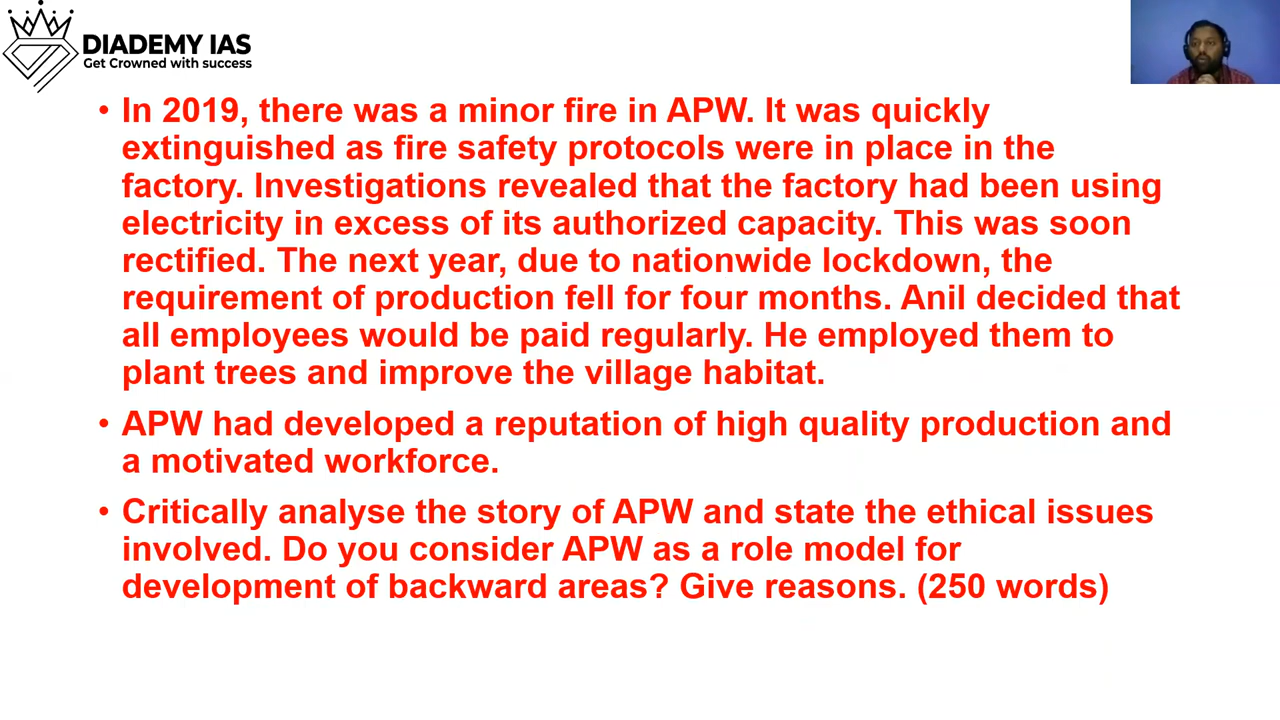 DIADEMY IAS
Get Crowned with success
• In 2019, there was a minor fire in APW. It was quickly
extinguished as fire safety protocols were in place in the
factory. Investigations revealed that the factory had been using
electricity in excess of its authorized capacity. This was soon
rectified. The next year, due to nationwide lockdown, the
requirement of production fell for four months. Anil decided that
all employees would be paid regularly. He employed them to
plant trees and improve the village habitat.
• APW had developed a reputation of high quality production and
a motivated workforce.
• Critically analyse the story of APW and state the ethical issues
involved. Do you consider APW as a role model for
development of backward areas? Give reasons. (250 words)